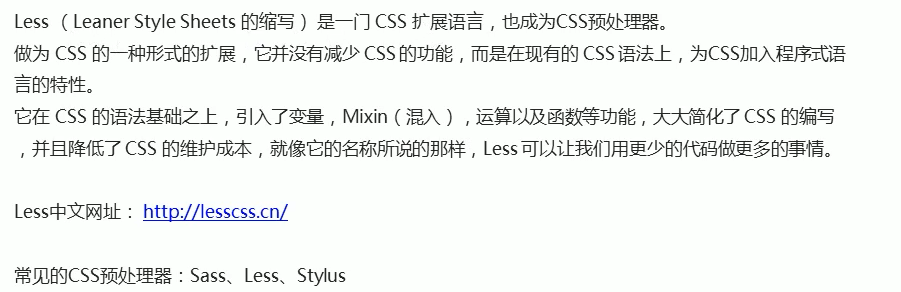 Less （ Leaner Style Sheets 的缩写 ） 是一门 CSS 扩展语言，也成为CSS预处理器。
做为 CSS 的一种形式的扩展，它并没有减少 CSS 的功能，而是在现有的 CSS 语法上，为CSS加入程序式语
言的特性。
它在 CSS 的语法基础之上，引入了变量，Mixin（混入），运算以及函数等功能，大大简化了 CSS 的编写
，并且降低了 CSS 的维护成本，就像它的名称所说的那样，Less 可以让我们用更少的代码做更多的事情。
Less中文网址： http://lesscss.cn/
常见的CSS预处理器：Sass、Less、Stylus